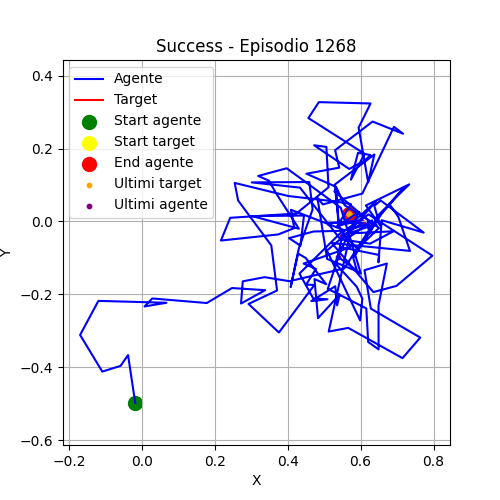 Success - Episodio 1268
Agente
Target
Start agente
Start target
End agente
Ultimi target
Ultimi agente
0.4
0.2
0.0
−0.2
−0.4
−0.6
Y
−0.2
0.0
0.2
0.4
0.6
0.8
X